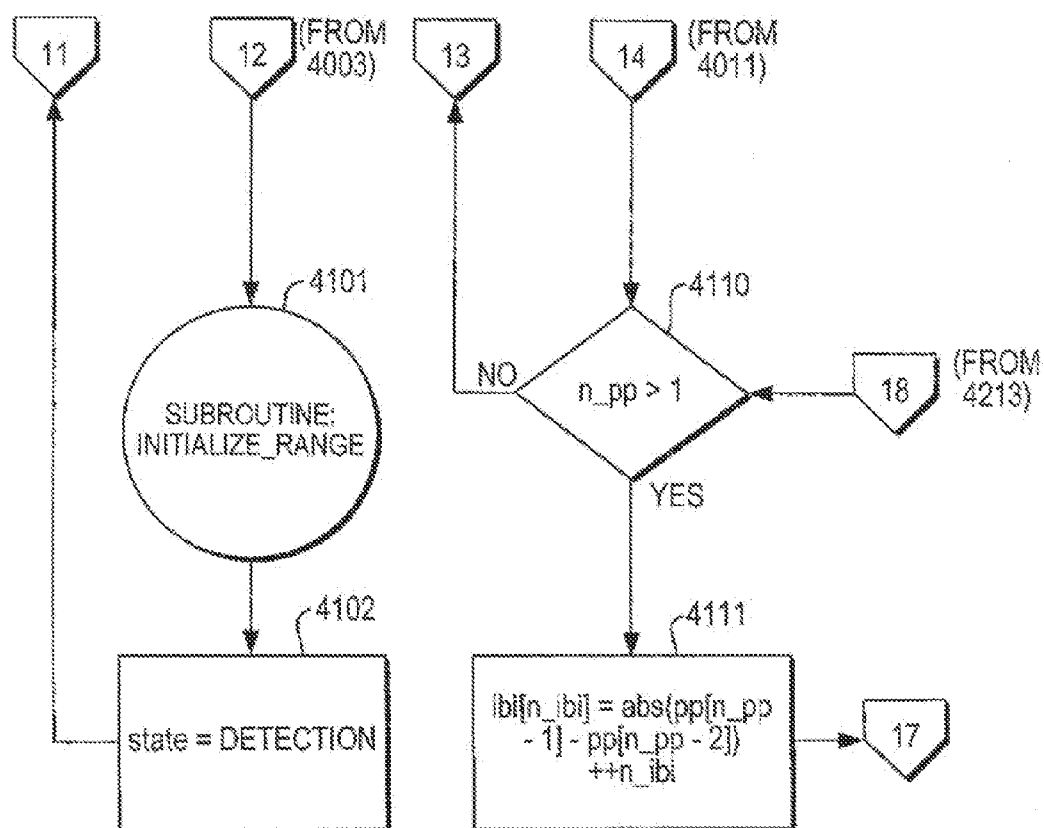 11
12
(FROM
4003)
13
14
(FROM
4011)
4101
SUBROUTINE:
INITIALIZE_RANGE
4110
NO
n_pp > 1
18
(FROM
4213)
YES
4102
state = DETECTION
4111
ibi[n_ibi] = abs(pp[n_pp
- 1] - pp[n_pp - 2])
++n_ibi
17